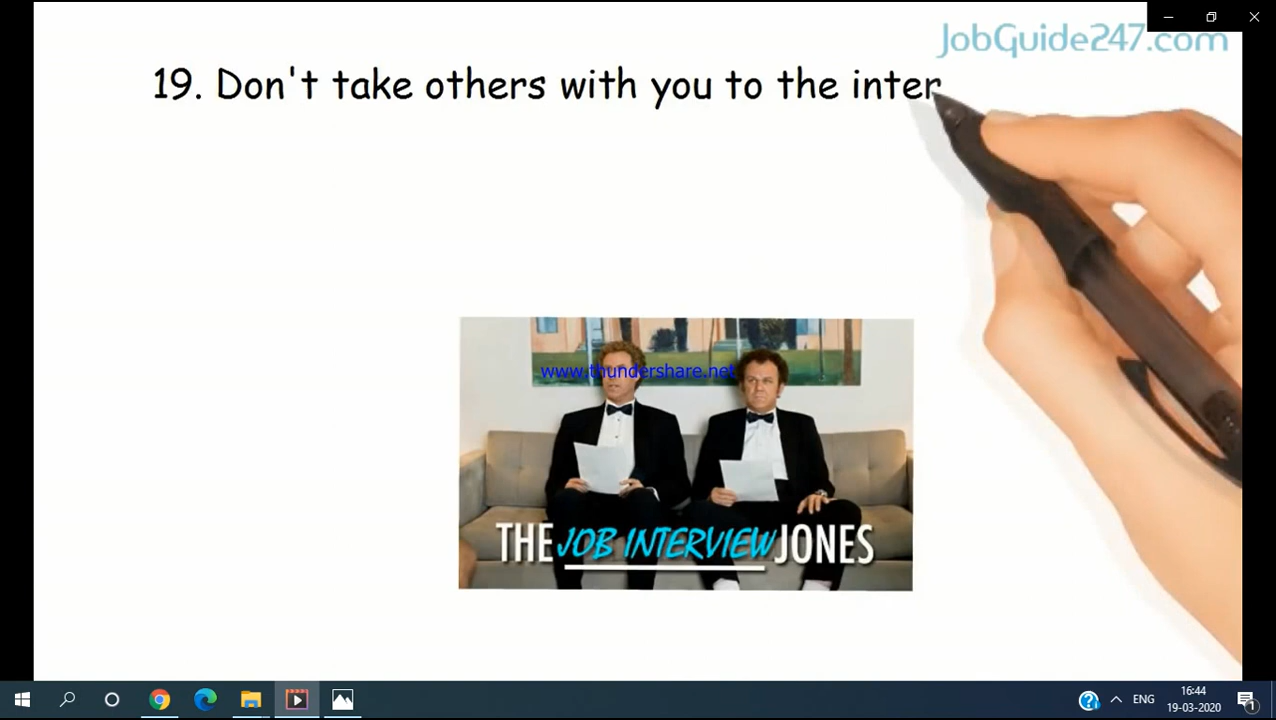 JobGuide247.com
19. Don't take others with you to the inter
www.thundershare.net
THE JOB INTERVIEW JONES
ENG
16:44
19-03-2020
1